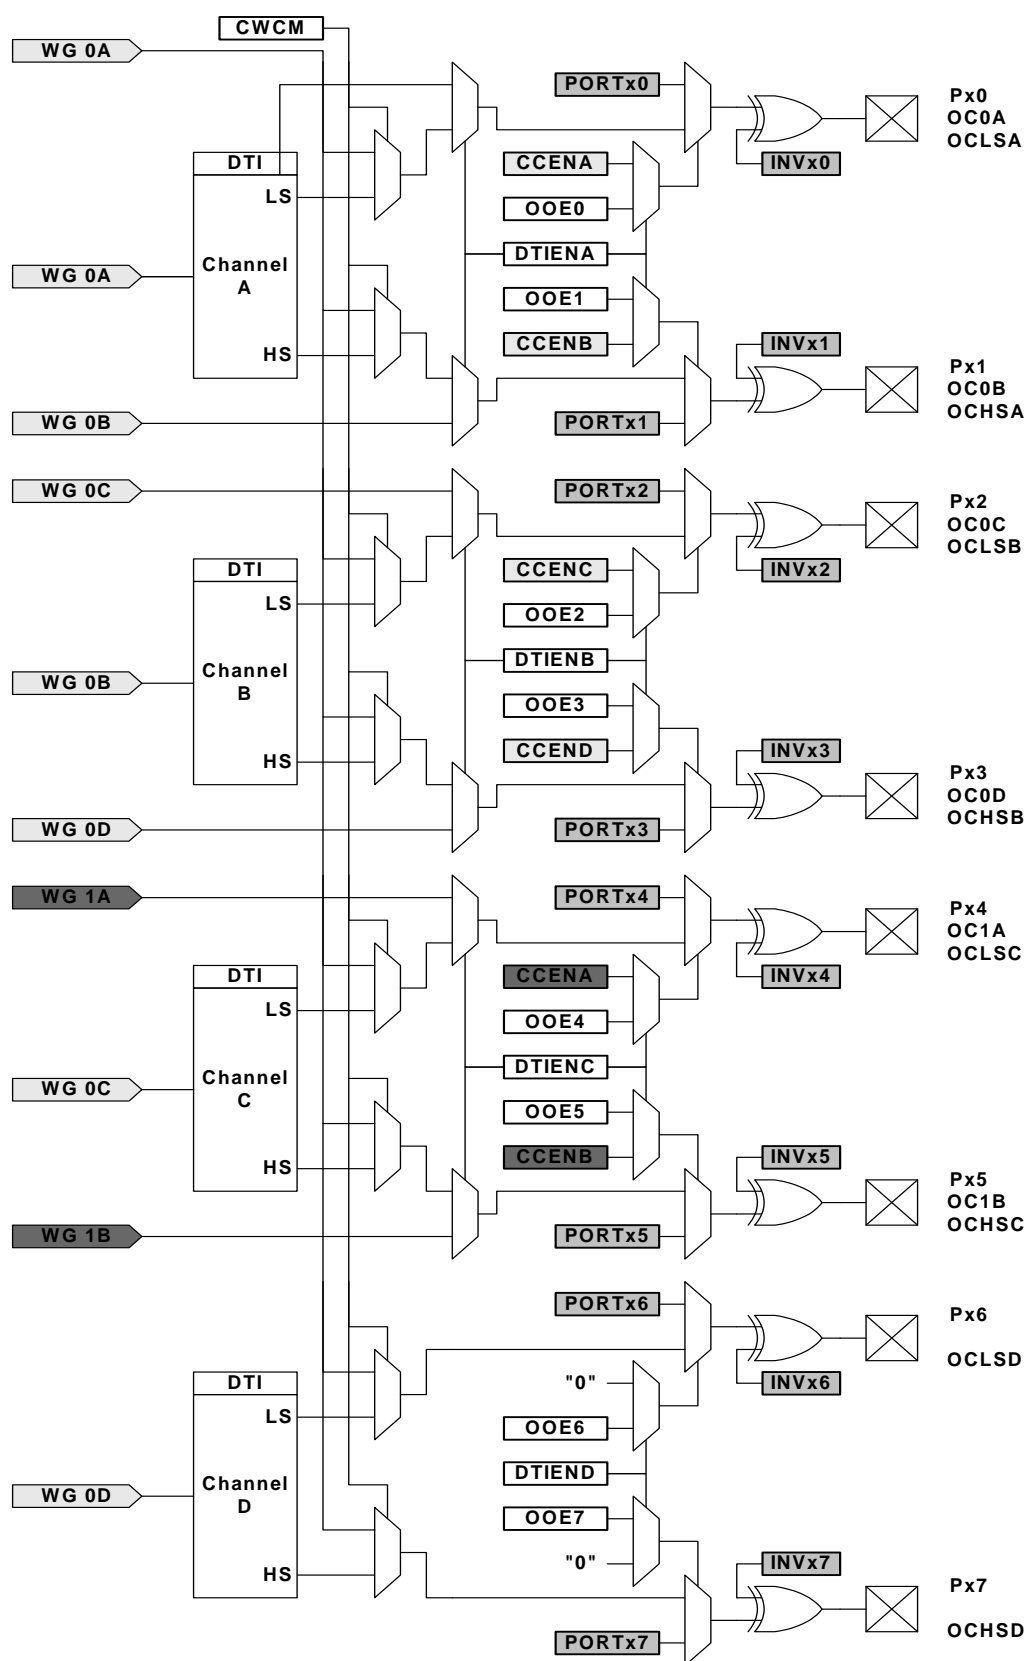 CWCM
WG 0A
PORTx0
Px0
OC0A
OCLSA
DTI
CCENA
INVx0
LS
OOE0
DTIENA
Channel
A
WG 0A
OOE1
HS
CCENB
INVx1
Px1
OC0B
OCHSA
WG 0B
PORTx1
WG 0C
PORTx2
Px2
OC0C
OCLSB
DTI
CCENC
INVx2
LS
OOE2
DTIENB
Channel
B
WG 0B
OOE3
HS
CCEND
INVx3
Px3
OC0D
OCHSB
WG 0D
PORTx3
WG 1A
PORTx4
Px4
OC1A
OCLSC
DTI
CCENA
INVx4
LS
OOE4
DTIENC
Channel
C
WG 0C
OOE5
HS
CCENB
INVx5
Px5
OC1B
OCHSC
WG 1B
PORTx5
PORTx6
Px6
OCLSD
DTI
"0"
INVx6
LS
OOE6
DTIEND
Channel
D
WG 0D
OOE7
HS
"0"
INVx7
Px7
OCHSD
PORTx7